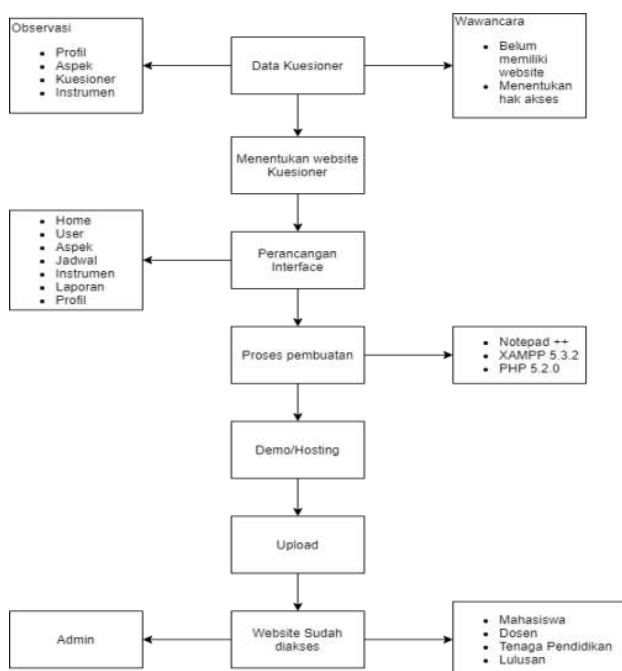 Observasi
Profil
Aspek
Kuesioner
Instrumen
Data Kuesioner
Wawancara
Belum
memiliki
website
Menentukan
hak akses
Menentukan website
Kuesioner
Home
User
Aspek
Jadwal
Instrumen
Laporan
Profil
Perancangan
Interface
Proses pembuatan
Notepad ++
XAMPP 5.3.2
PHP 5.2.0
Demo/Hosting
Upload
Admin
Website Sudah
diakses
Mahasiswa
Dosen
Tenaga Pendidikan
Lulusan